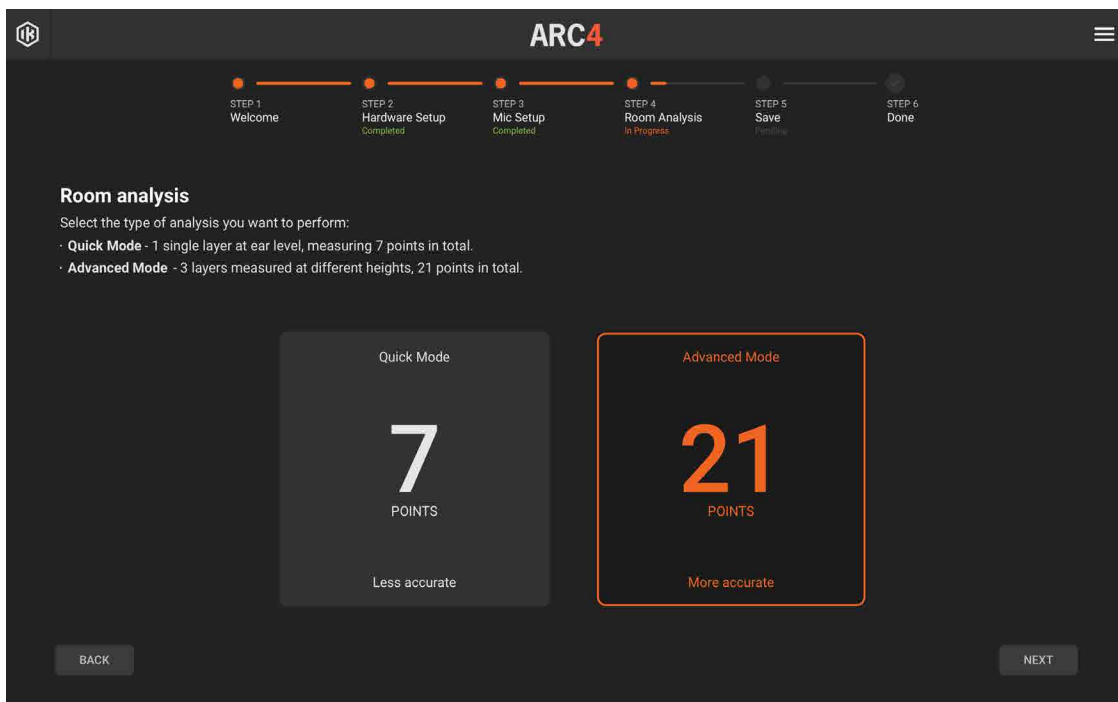 IK
ARC4
STEP 1
Welcome
STEP 2
Hardware Setup
Completed
STEP 3
Mic Setup
Completed
STEP 4
Room Analysis
In Progress
STEP 5
Save
Pending
STEP 6
Done
Room analysis
Select the type of analysis you want to perform:
· Quick Mode - 1 single layer at ear level, measuring 7 points in total.
· Advanced Mode - 3 layers measured at different heights, 21 points in total.
Quick Mode
7
POINTS
Less accurate
Advanced Mode
21
POINTS
More accurate
BACK
NEXT